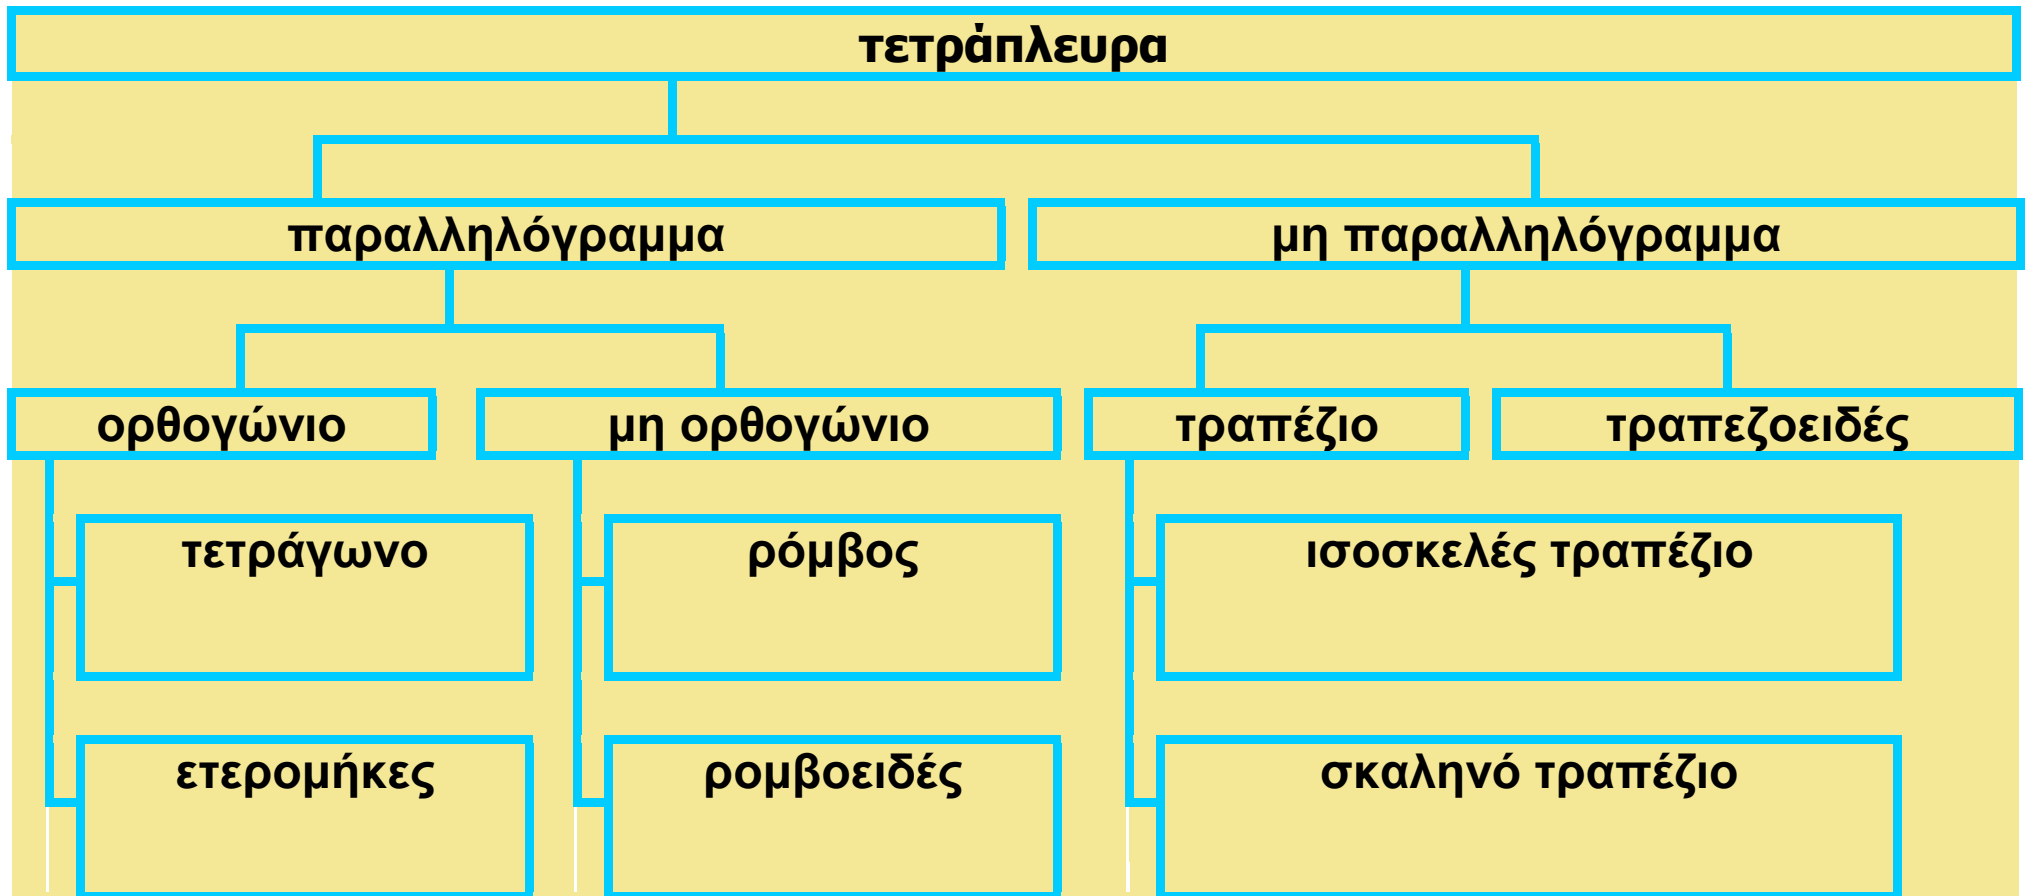 τετράπλευρα
παραλληλόγραμμα
μη παραλληλόγραμμα
ορθογώνιο
μη ορθογώνιο
τραπέζιο
τραπεζοειδές
τετράγωνο
ρόμβος
ισοσκελές τραπέζιο
ετερομήκες
ρομβοειδές
σκαληνό τραπέζιο